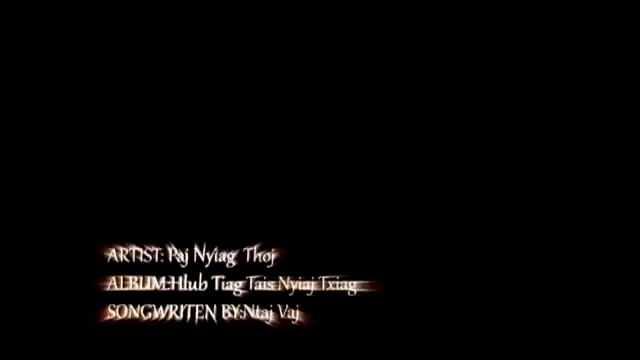 ARTIST: Paj Nyiag Thoj
ALBUM:Hlub Tiag Tais Nyiaj Txiag
SONGWRITEN BY:Ntaj Vaj